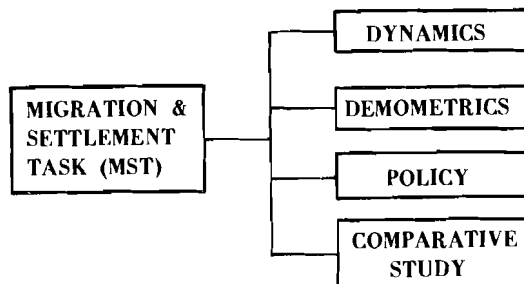 MIGRATION &
SETTLEMENT
TASK (MST)
DYNAMICS
DEMOMETRICS
POLICY
COMPARATIVE
STUDY